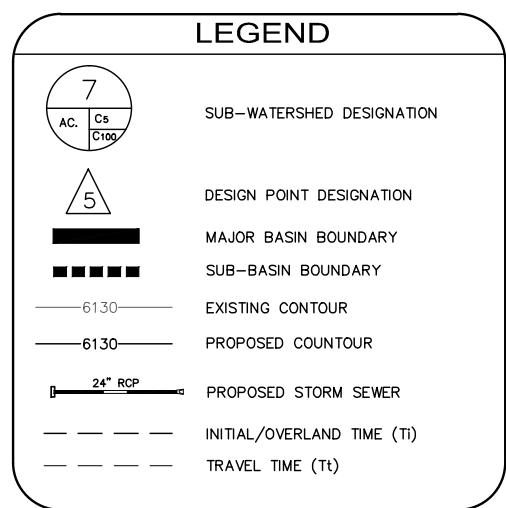 LEGEND
7
AC. C5
C100
SUB-WATERSHED DESIGNATION
5
DESIGN POINT DESIGNATION
MAJOR BASIN BOUNDARY
SUB-BASIN BOUNDARY
6130 EXISTING CONTOUR
6130 PROPOSED COUNTOUR
24" RCP PROPOSED STORM SEWER
INITIAL/OVERLAND TIME (Ti)
TRAVEL TIME (Tt)